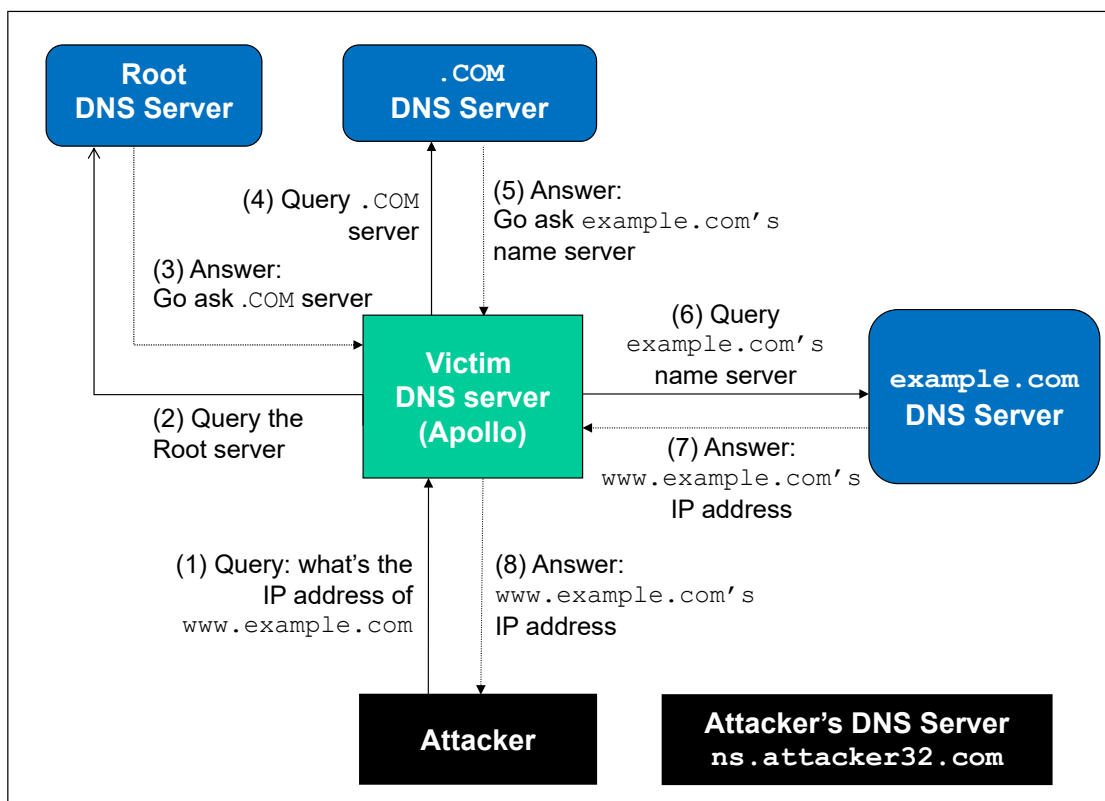 Root
DNS Server
.COM
DNS Server
(4) Query .COM
server
(5) Answer:
Go ask example.com's
name server
(3) Answer:
Go ask .COM server
(6) Query
example.com's
name server
Victim
DNS server
(Apollo)
example.com
DNS Server
(2) Query the
Root server
(7) Answer:
www.example.com's
IP address
(1) Query: what's the
IP address of
www.example.com
(8) Answer:
www.example.com's
IP address
Attacker
Attacker's DNS Server
ns.attacker32.com